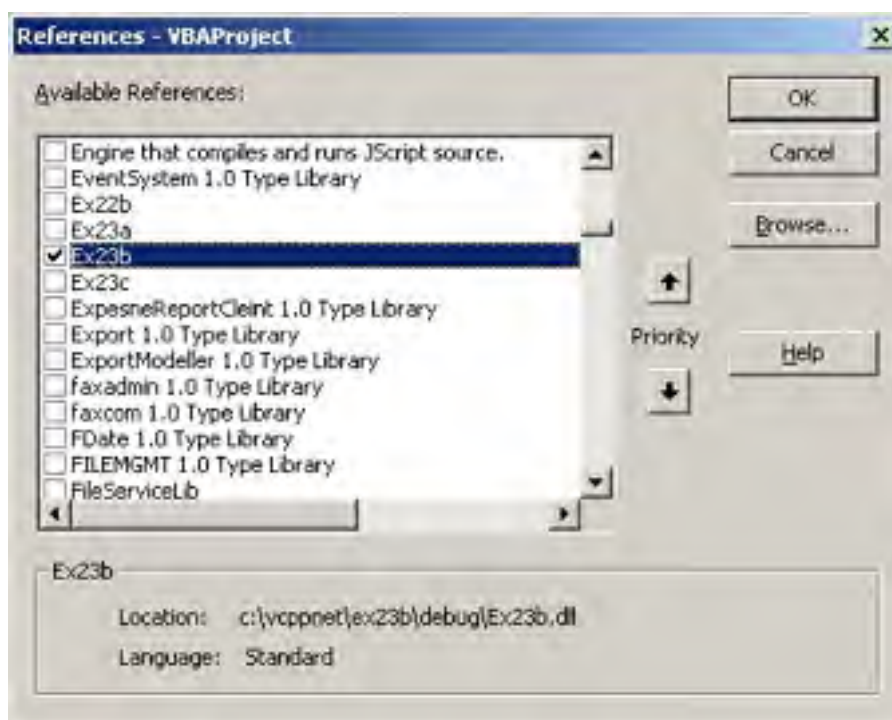 References - VBAProject
Available References:
Engine that compiles and runs JScript source.
EventSystem 1.0 Type Library
Ex22b
Ex23a
Ex23b
Ex23c
ExpesneReportCleint 1.0 Type Library
Export 1.0 Type Library
ExportModeller 1.0 Type Library
faxadmin 1.0 Type Library
faxcom 1.0 Type Library
FDate 1.0 Type Library
FILEMGMT 1.0 Type Library
FileServiceLib
Priority
OK
Cancel
Browse...
Help
Ex23b
Location: c:\vcppnet\ex23b\debug\Ex23b.dll
Language: Standard